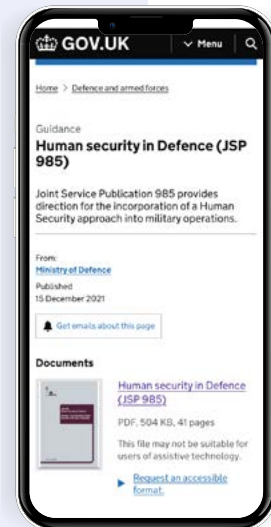 GOV.UK
Menu
Home > Defence and armed forces
Guidance
Human security in Defence (JSP
985)
Joint Service Publication 985 provides
direction for the incorporation of a Human
Security approach into military operations.
From:
Ministry of Defence
Published
15 December 2021
Get emails about this page
Documents
Human security in Defence
(JSP 985)
PDF, 504 KB, 41 pages
This file may not be suitable for
users of assistive technology.
Request an accessible
format.